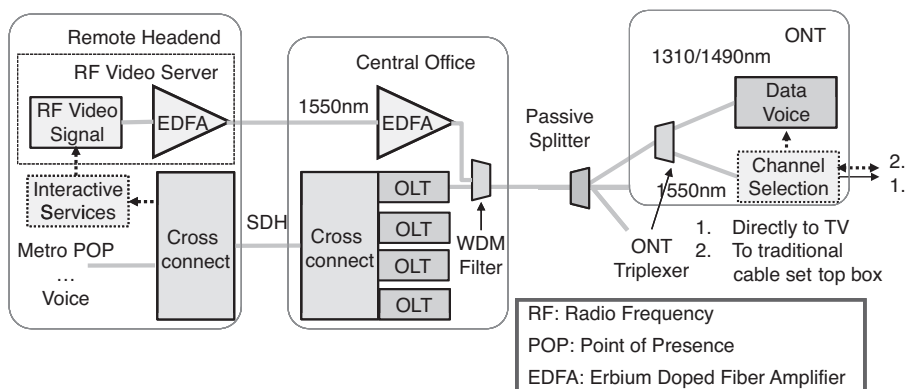 Remote Headend
RF Video Server
RF Video
Signal
EDFA
Interactive
Services
Metro POP
...
Voice
Cross
connect
1550nm
SDH
Central Office
EDFA
Cross
connect
OLT
OLT
OLT
OLT
WDM
Filter
Passive
Splitter
ONT
1310/1490nm
Data
Voice
Channel
Selection
1550nm
2.
1.
ONT
Triplexer
1. Directly to TV
2. To traditional
cable set top box
RF: Radio Frequency
POP: Point of Presence
EDFA: Erbium Doped Fiber Amplifier